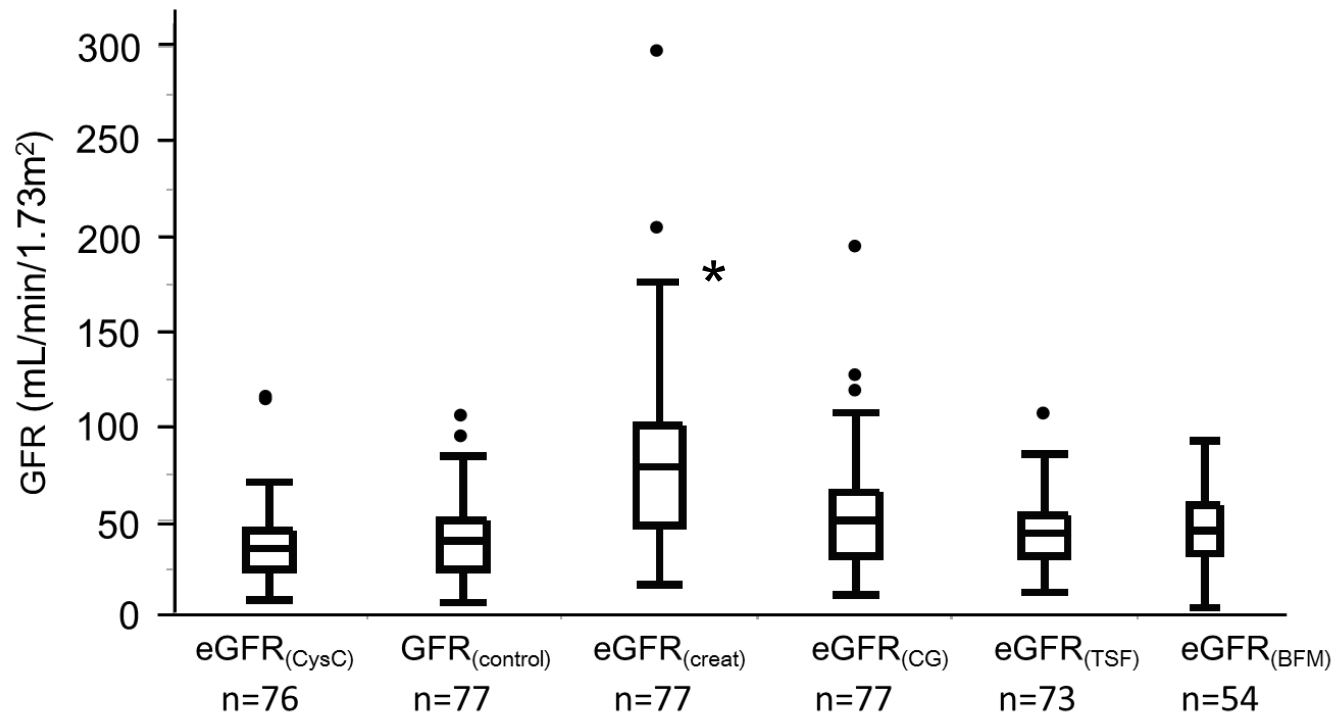 GFR (mL/min/1.73m²)
300
250
200
150
100
50
0
*
eGFR(CysC) GFR(control) eGFR(creat) eGFR(CG) eGFR(TSF) eGFR(BFM)
n=76 n=77 n=77 n=77 n=73 n=54